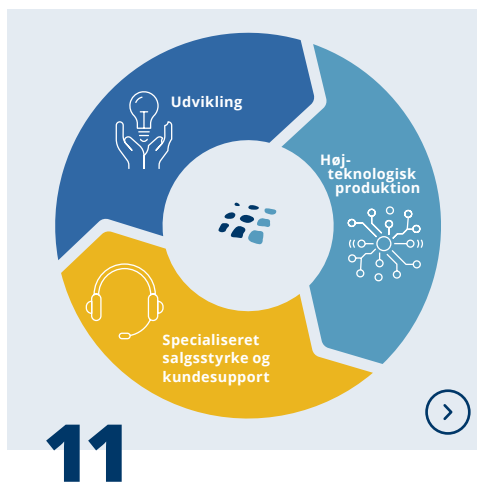 Udvikling
Høj-
teknologisk
produktion
Specialiseret
salgsstyrke og
kundesupport
11